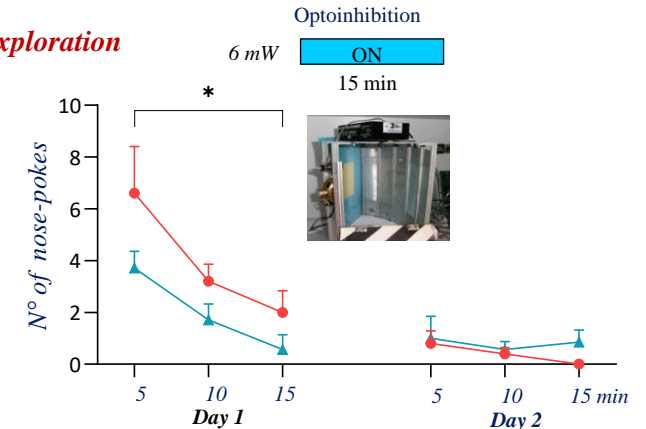 Optoinhibition
xploration
6 mW
ON
15 min
*
10
8
6
4
2
0
N° of nose-pokes
5 10 15 5 10 15 min
Day 1 Day 2